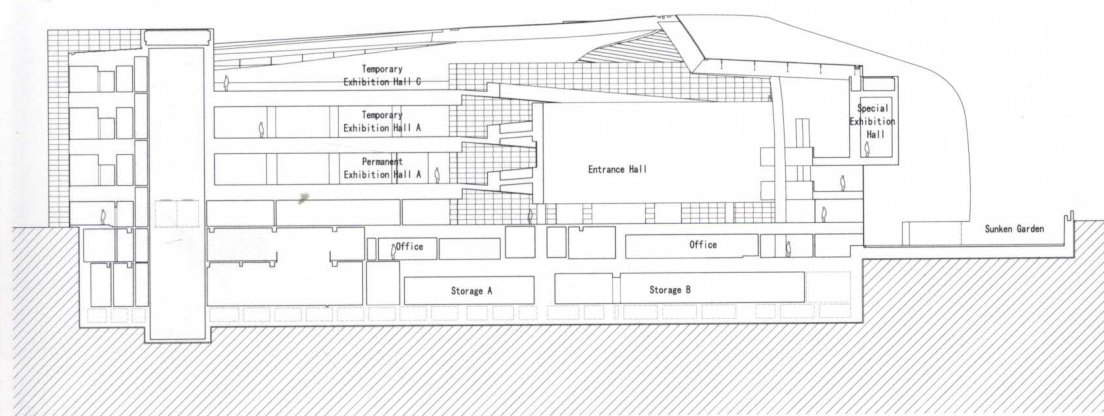 Temporary
Exhibition Hall C
Temporary
Exhibition Hall A
Permanent
Exhibition Hall A
Entrance Hall
Special
Exhibition
Hall
Sunken Garden
Office
Office
Storage A
Storage B